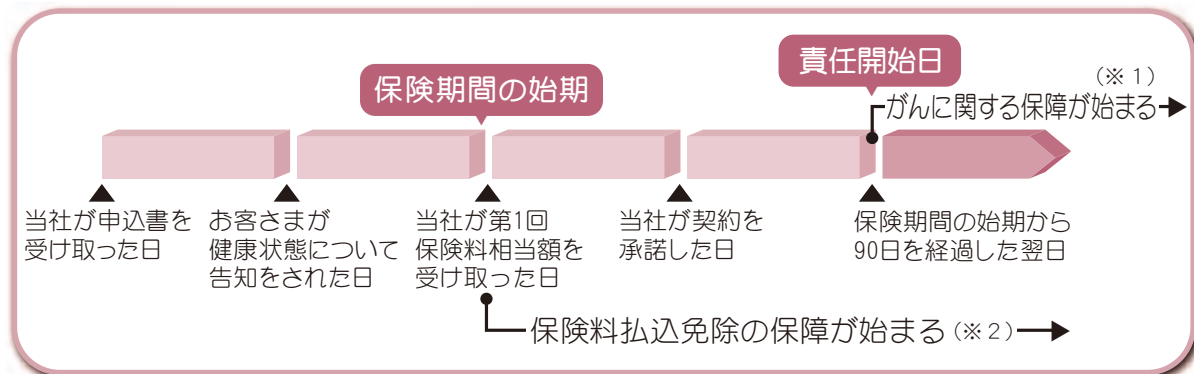 責任開始日
保険期間の始期
(※1)
がんに関する保障が始まる
当社が申込書を
受け取った日
お客さまが
健康状態について
告知をされた日
当社が第1回
保険料相当額を
受け取った日
当社が契約を
承諾した日
保険期間の始期から
90日を経過した翌日
保険料払込免除の保障が始まる(※2)